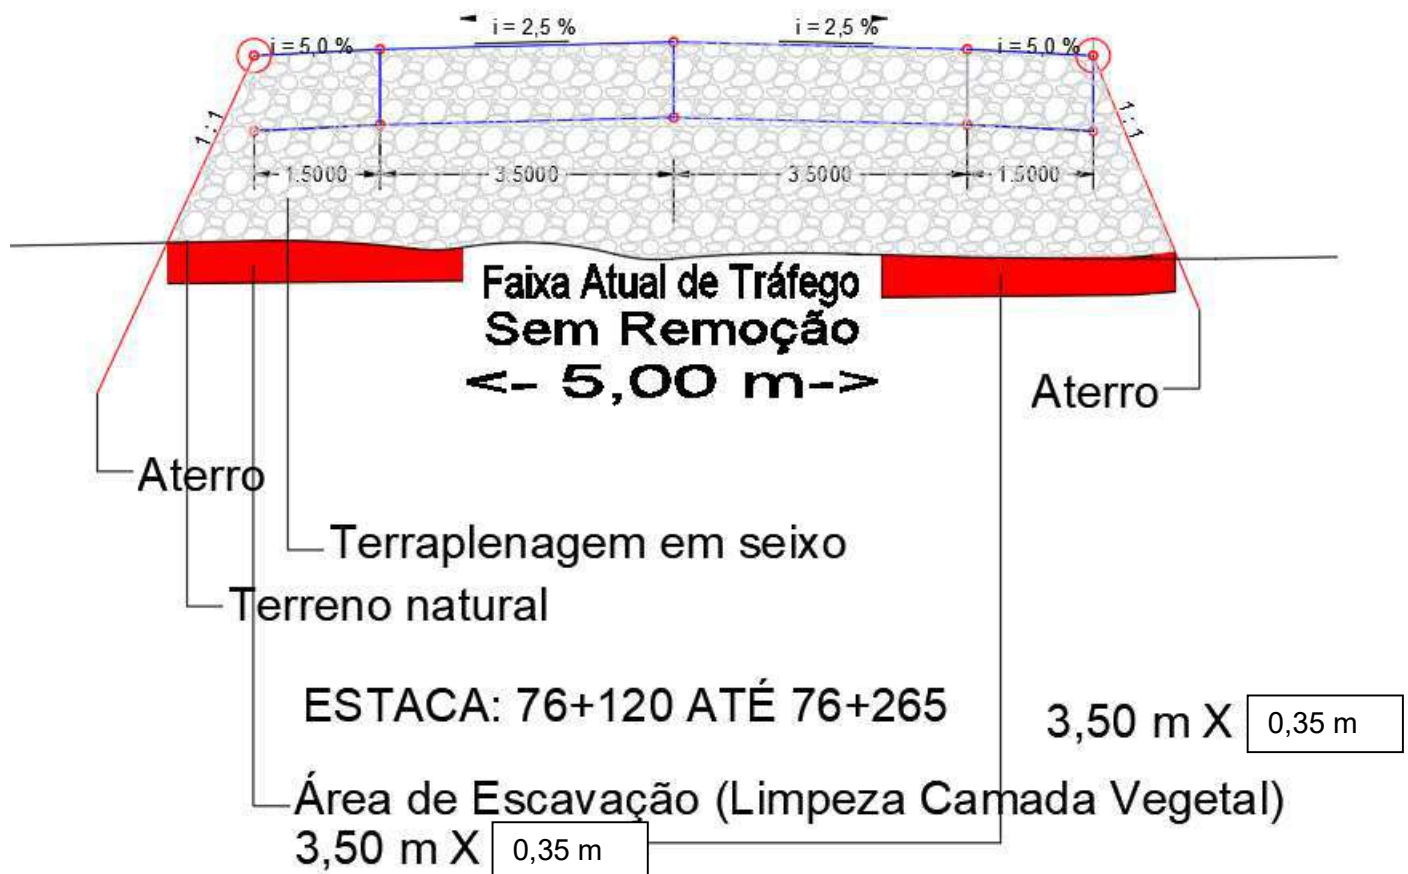 i = 2,5 %
i = 2,5 %
i = 5,0 %
i = 5,0 %
1 : 1
1 : 1
1.5000
3.5000
3.5000
1.5000
Faixa Atual de Tráfego
Sem Remoção
<- 5,00 m->
Aterro
Aterro
Terraplenagem em seixo
Terreno natural
ESTACA: 76+120 ATÉ 76+265
3,50 m X 0,35 m
Área de Escavação (Limpeza Camada Vegetal)
3,50 m X 0,35 m